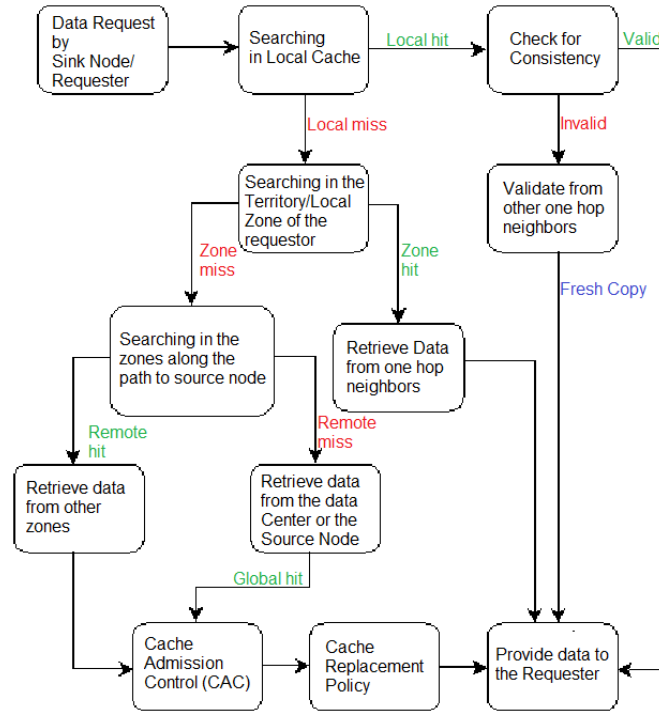 Data Request
by
Sink Node/
Requester
Searching
in Local Cache
Local hit
Check for
Consistency
Valid
Local miss
Invalid
Searching in the
Territory/Local
Zone of the
requestor
Validate from
other one hop
neighbors
Zone
miss
Zone
hit
Fresh Copy
Searching in the
zones along the
path to source node
Retrieve Data
from one hop
neighbors
Remote
hit
Remote
miss
Retrieve data
from other
zones
Retrieve data
from the data
Center or the
Source Node
Global hit
Cache
Admission
Control (CAC)
Cache
Replacement
Policy
Provide data to
the Requester